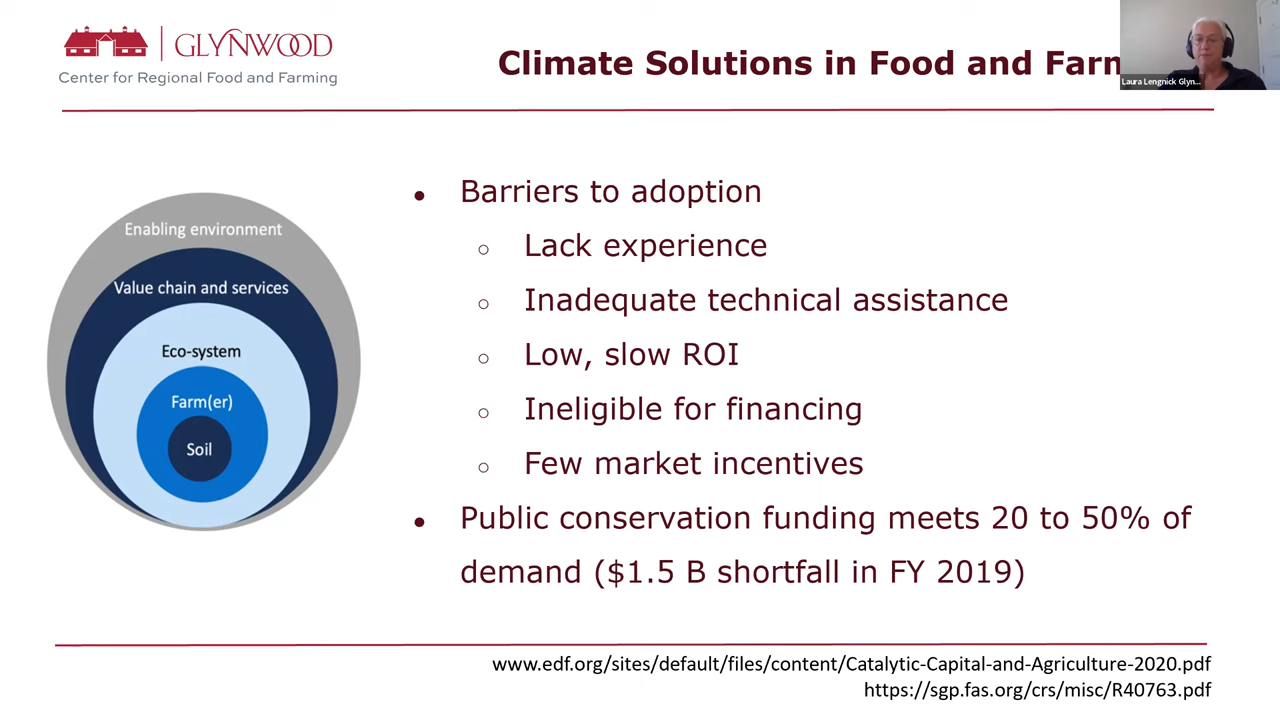 GLYNWOOD
Center for Regional Food and Farming
Climate Solutions in Food and Farm
Laura Lengnick Glyn...
Enabling environment
Value chain and services
Eco-system
Farm(er)
Soil
● Barriers to adoption
○ Lack experience
○ Inadequate technical assistance
○ Low, slow ROI
○ Ineligible for financing
○ Few market incentives
● Public conservation funding meets 20 to 50% of
demand ($1.5 B shortfall in FY 2019)
www.edf.org/sites/default/files/content/Catalytic-Capital-and-Agriculture-2020.pdf
https://sgp.fas.org/crs/misc/R40763.pdf